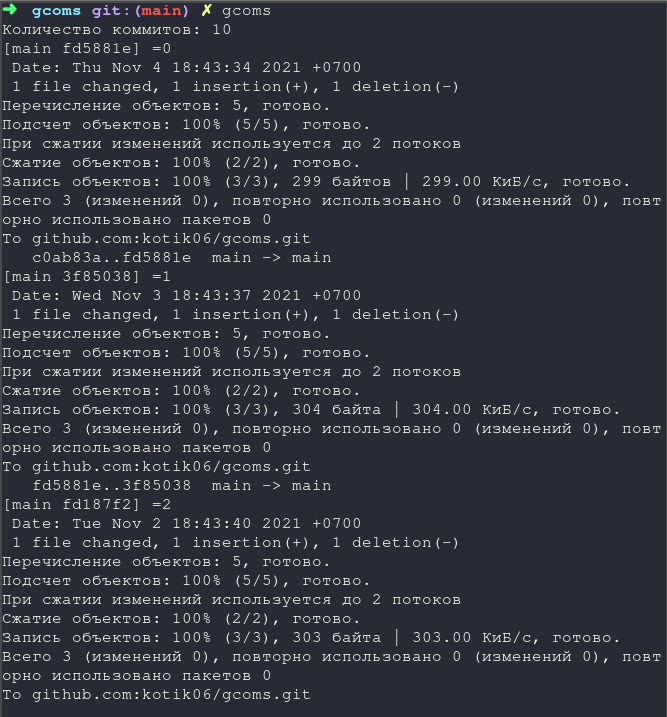 ➜ gcoms git:(main) ✗ gcoms
Количество коммитов: 10
[main fd5881e] =0
Date: Thu Nov 4 18:43:34 2021 +0700
1 file changed, 1 insertion(+), 1 deletion(-)
Перечисление объектов: 5, готово.
Подсчет объектов: 100% (5/5), готово.
При сжатии изменений используется до 2 потоков
Сжатие объектов: 100% (2/2), готово.
Запись объектов: 100% (3/3), 299 байтов | 299.00 КиБ/с, готово.
Всего 3 (изменений 0), повторно использовано 0 (изменений 0), повт
орно использовано пакетов 0
To github.com:kotik06/gcoms.git
c0ab83a..fd5881e main -> main
[main 3f85038] =1
Date: Wed Nov 3 18:43:37 2021 +0700
1 file changed, 1 insertion(+), 1 deletion(-)
Перечисление объектов: 5, готово.
Подсчет объектов: 100% (5/5), готово.
При сжатии изменений используется до 2 потоков
Сжатие объектов: 100% (2/2), готово.
Запись объектов: 100% (3/3), 304 байта | 304.00 КиБ/с, готово.
Всего 3 (изменений 0), повторно использовано 0 (изменений 0), повт
орно использовано пакетов 0
To github.com:kotik06/gcoms.git
fd5881e..3f85038 main -> main
[main fd187f2] =2
Date: Tue Nov 2 18:43:40 2021 +0700
1 file changed, 1 insertion(+), 1 deletion(-)
Перечисление объектов: 5, готово.
Подсчет объектов: 100% (5/5), готово.
При сжатии изменений используется до 2 потоков
Сжатие объектов: 100% (2/2), готово.
Запись объектов: 100% (3/3), 303 байта | 303.00 КиБ/с, готово.
Всего 3 (изменений 0), повторно использовано 0 (изменений 0), повт
орно использовано пакетов 0
To github.com:kotik06/gcoms.git